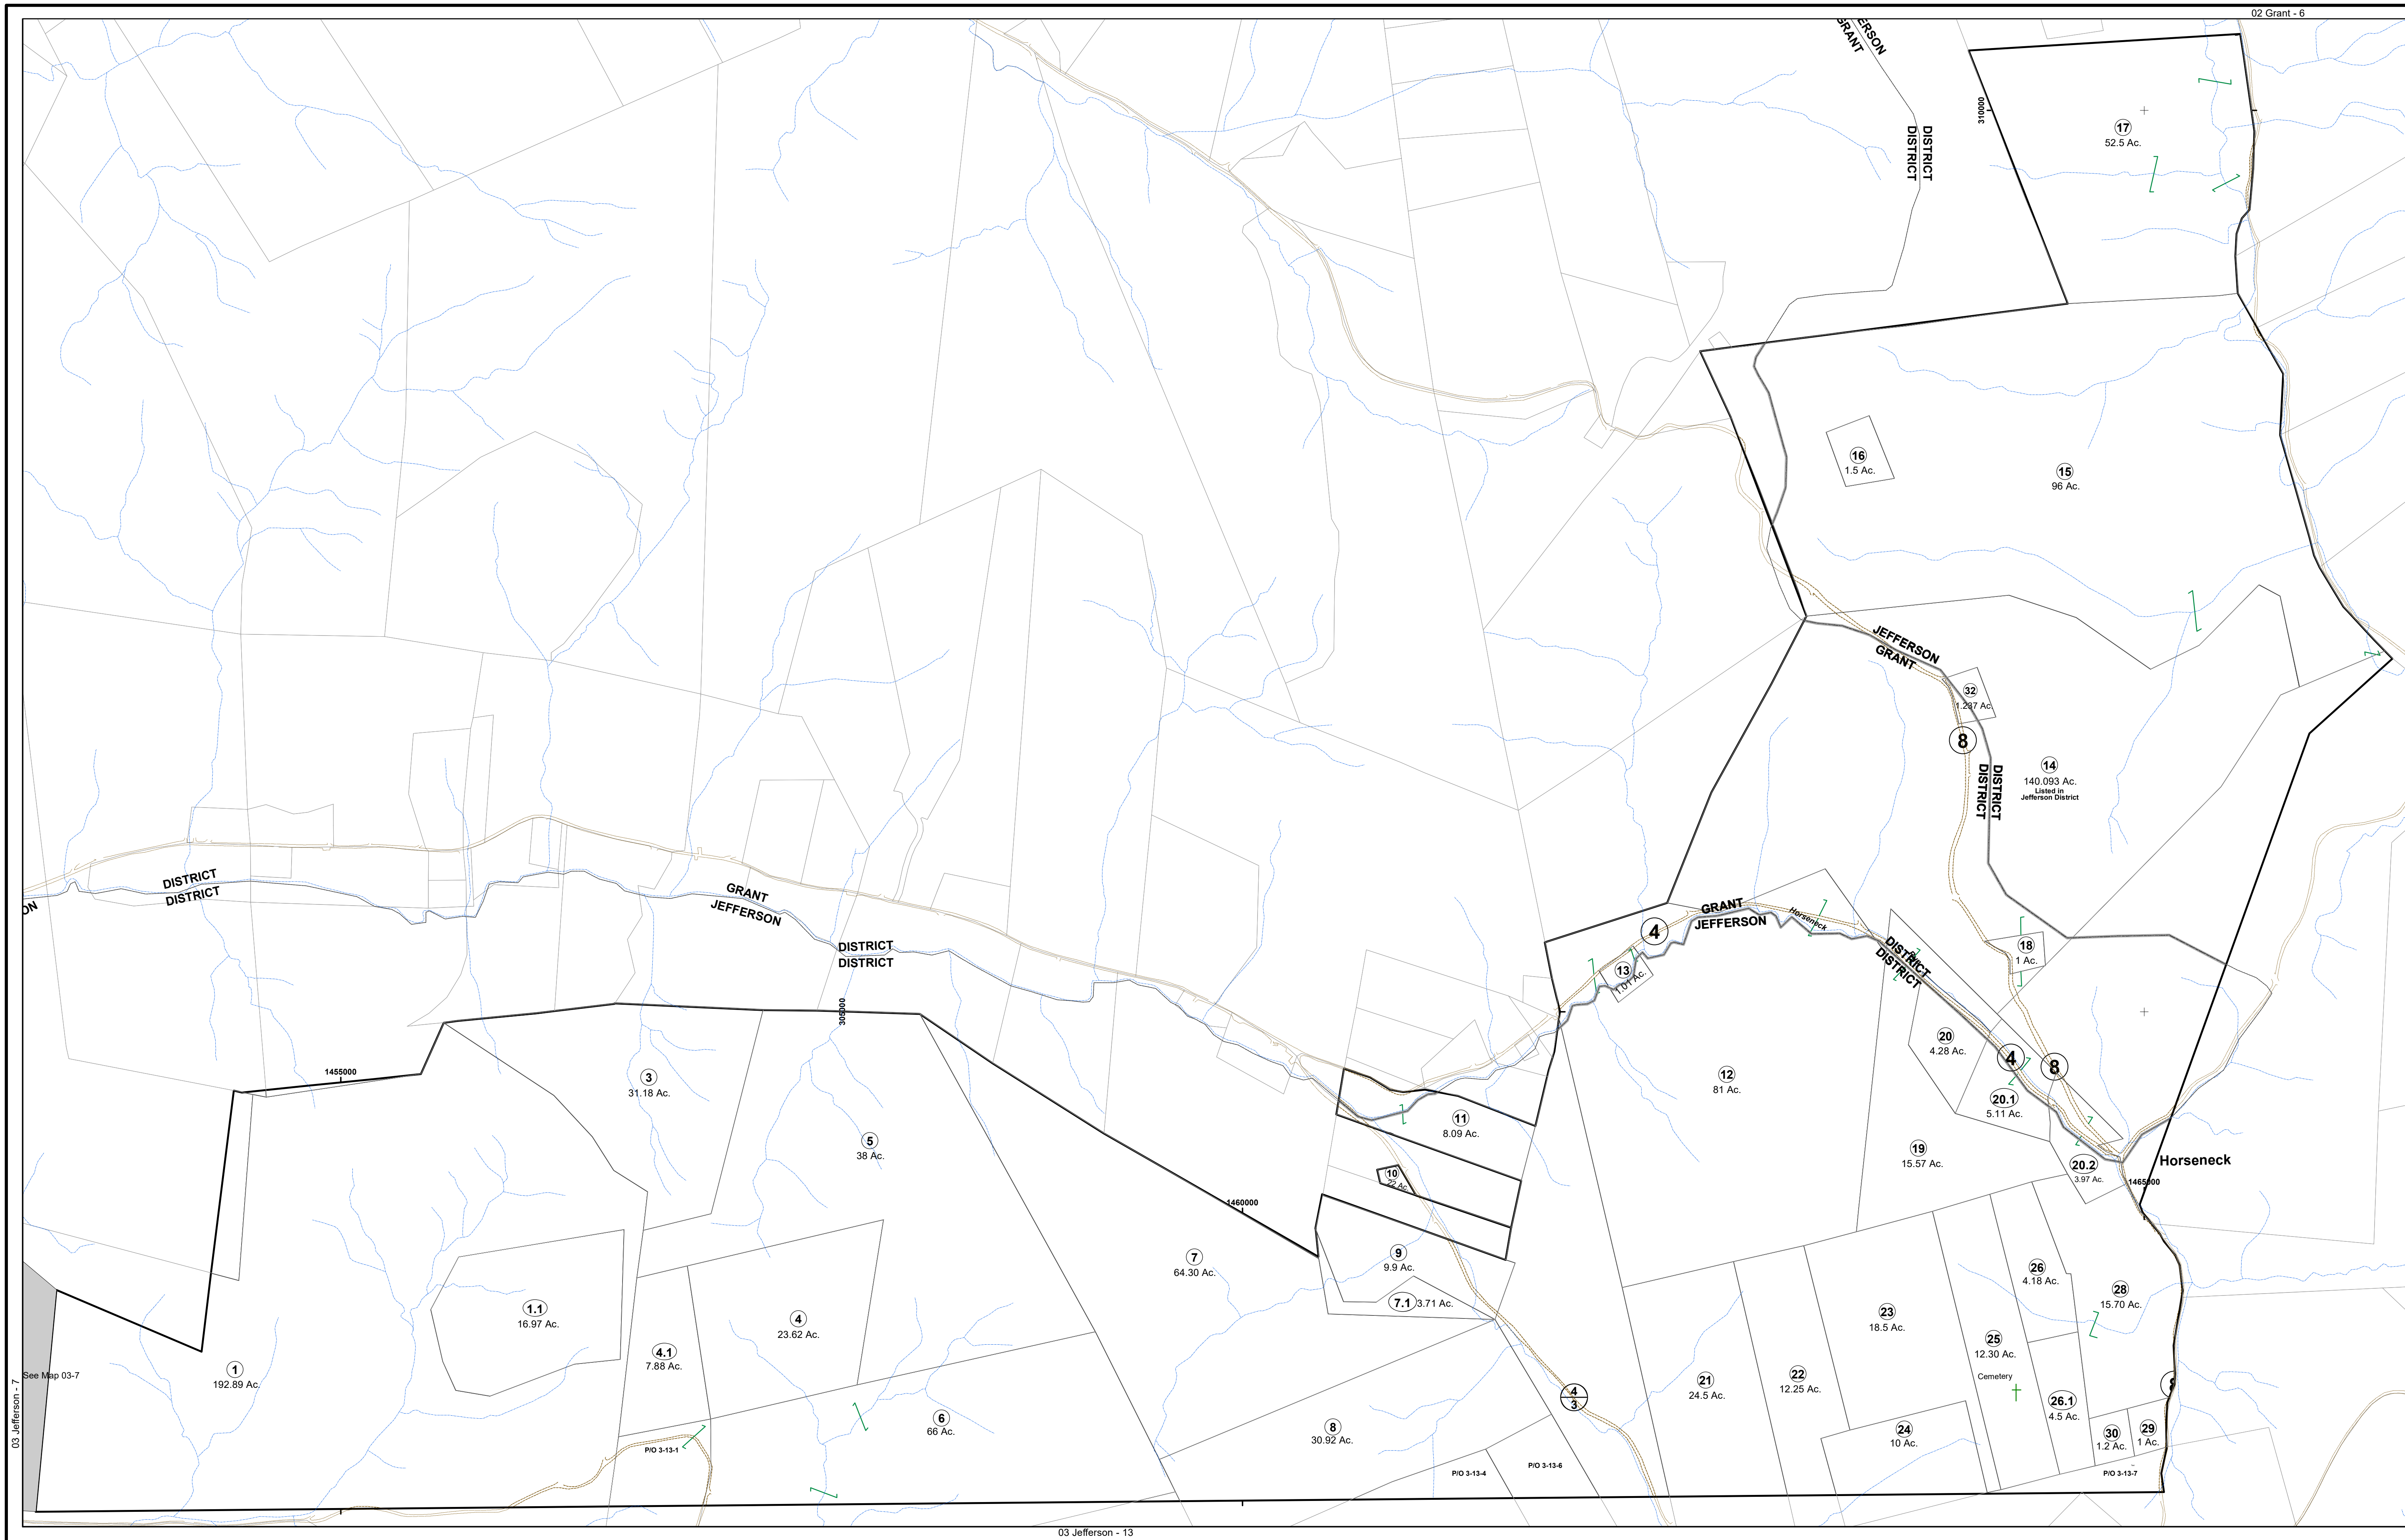 02 Grant - 6
ERSON
GRANT
DISTRICT
DISTRICT
310000
17
52.5 Ac.
16
1.5 Ac.
15
96 Ac.
JEFFERSON
GRANT
32
1.237 Ac.
8
DISTRICT
DISTRICT
14
140.093 Ac.
Listed in
Jefferson District
DISTRICT
DISTRICT
ON
GRANT
JEFFERSON
DISTRICT
DISTRICT
305000
GRANT
JEFFERSON
4
Horseneck
13
1.01 Ac.
DISTRICT
DISTRICT
18
1 Ac.
20
4.28 Ac.
4
8
20.1
5.11 Ac.
1455000
3
31.18 Ac.
5
38 Ac.
11
8.09 Ac.
12
81 Ac.
19
15.57 Ac.
20.2
3.97 Ac.
Horseneck
1465000
10
.22 Ac.
1460000
7
64.30 Ac.
9
9.9 Ac.
7.1
3.71 Ac.
1.1
16.97 Ac.
4
23.62 Ac.
4.1
7.88 Ac.
26
4.18 Ac.
28
15.70 Ac.
23
18.5 Ac.
25
12.30 Ac.
Cemetery
See Map 03-7
1
192.89 Ac.
03 Jefferson - 7
21
24.5 Ac.
22
12.25 Ac.
8
4
3
26.1
4.5 Ac.
6
66 Ac.
8
30.92 Ac.
24
10 Ac.
30
1.2 Ac.
29
1 Ac.
P/O 3-13-1
P/O 3-13-4
P/O 3-13-6
P/O 3-13-7
03 Jefferson - 13